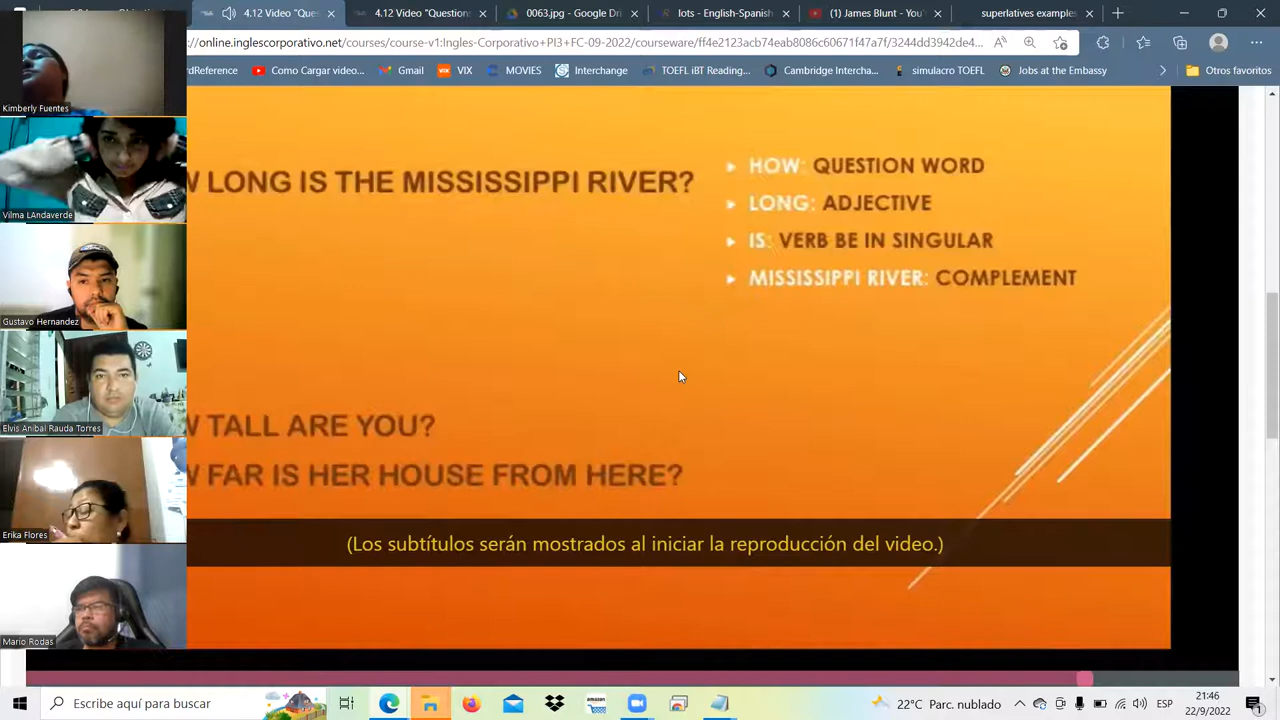 4.12 Video "Ques
4.12 Video "Questions
0063.jpg - Google Dri
lots - English-Spanish
(1) James Blunt - You'
superlatives examples
://online.inglescorporativo.net/courses/course-v1:Ingles-Corporativo+PI3+FC-09-2022/courseware/ff4e2123acb74eab8086c60671f47a7f/3244dd3942de4...
rdReference
Como Cargar video...
Gmail
VIX
MOVIES
Interchange
TOEFL iBT Reading...
Cambridge Intercha...
simulacro TOEFL
Jobs at the Embassy
Otros favoritos
Kimberly Fuentes
Vilma LAndaverde
Gustavo Hernandez
Elvis Anibal Rauda Torres
Erika Flores
Mario Rodas
W LONG IS THE MISSISSIPPI RIVER?
HOW: QUESTION WORD
LONG: ADJECTIVE
IS: VERB BE IN SINGULAR
MISSISSIPPI RIVER: COMPLEMENT
W TALL ARE YOU?
W FAR IS HER HOUSE FROM HERE?
(Los subtítulos serán mostrados al iniciar la reproducción del video.)
Escribe aquí para buscar
22°C Parc. nublado
ESP
21:46
22/9/2022